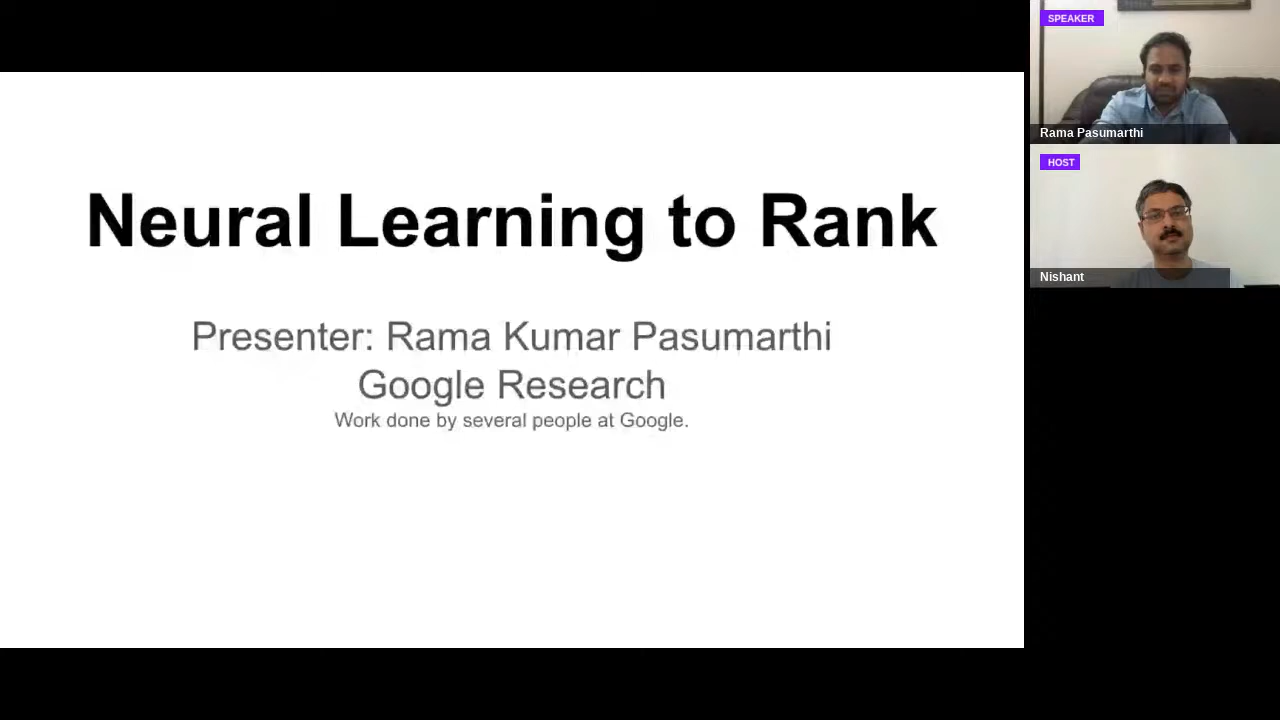 Neural Learning to Rank
Presenter: Rama Kumar Pasumarthi
Google Research
Work done by several people at Google.
SPEAKER
Rama Pasumarthi
HOST
Nishant